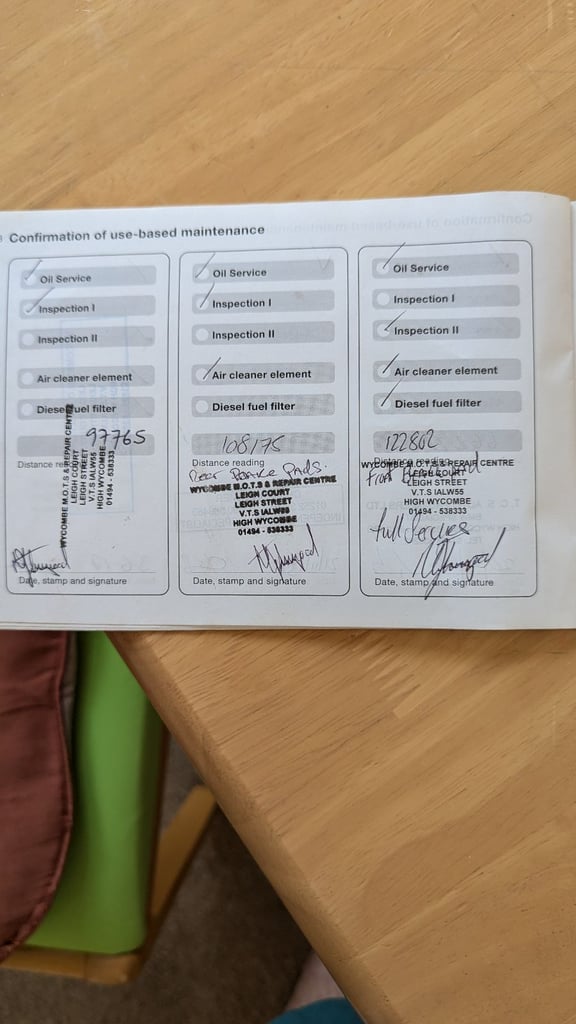 Confirmation of use-based maintenance
Oil Service
Inspection I
Inspection II
Air cleaner element
Diesel fuel filter
97765
Distance
WYCOMBE M.O.T.S & REPAIR CENTRE
LEIGH COURT
LEIGH STREET
V.T.S IALW55
HIGH WYCOMBE
01494 - 538333
Date, stamp and signature
Oil Service
Inspection I
Inspection II
Air cleaner element
Diesel fuel filter
108175
Distance reading
Rear Brake Pads.
WYCOMBE M.O.T.S & REPAIR CENTRE
LEIGH COURT
LEIGH STREET
V.T.S IALW55
HIGH WYCOMBE
01494 - 538333
Date, stamp and signature
Oil Service
Inspection I
Inspection II
Air cleaner element
Diesel fuel filter
122802
Distance reading
WYCOMBE M.O.T.S & REPAIR CENTRE
Front
LEIGH COURT
LEIGH STREET
V.T.S IALW55
HIGH WYCOMBE
01494 - 538333
full Service
Date, stamp and signature